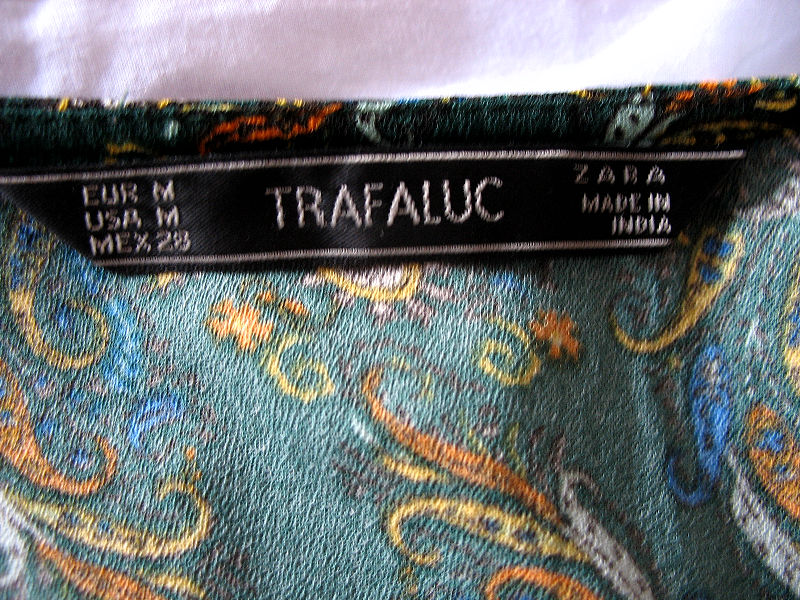 EUR M
USA M
MEX 28
TRAFALUC
ZARA
MADE IN
INDIA